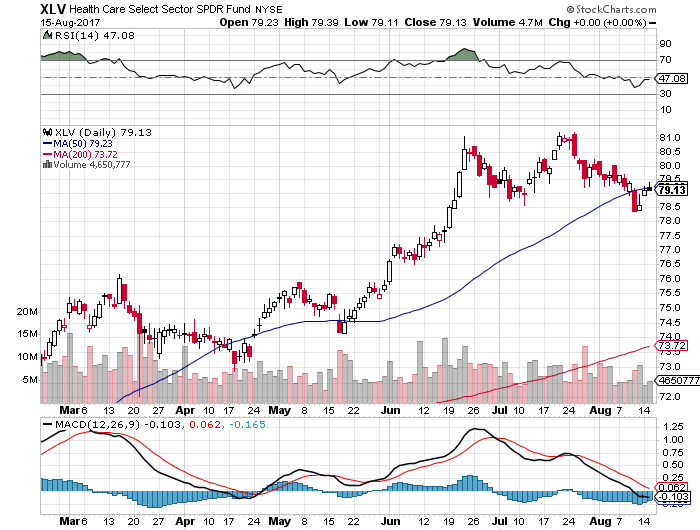 XLV Health Care Select Sector SPDR Fund NYSE © StockCharts.com
15-Aug-2017 Open 79.23 High 79.39 Low 79.11 Close 79.13 Volume 4.7M Chg +0.00 (+0.00%)
RSI(14) 47.08
90
70
50
47.08
30
10
XLV (Daily) 79.13
MA(50) 79.23
MA(200) 73.72
Volume 4,650,777
81.0
80.5
80.0
79.5
79.13
78.5
78.0
77.5
77.0
76.5
76.0
75.5
75.0
20M 74.5
74.0
73.72
15M
10M 73.0
5M 72.5
4650777
72.0
Mar 6 13 20 27 Apr 10 17 24 May 8 15 22 Jun 12 19 26 Jul 10 17 24 Aug 7 14
MACD(12,26,9) -0.103, 0.062, -0.165
1.25
1.00
0.75
0.50
0.25
0.062
-0.103
Mar 6 13 20 27 Apr 10 17 24 May 8 15 22 Jun 12 19 26 Jul 10 17 24 Aug 7 14